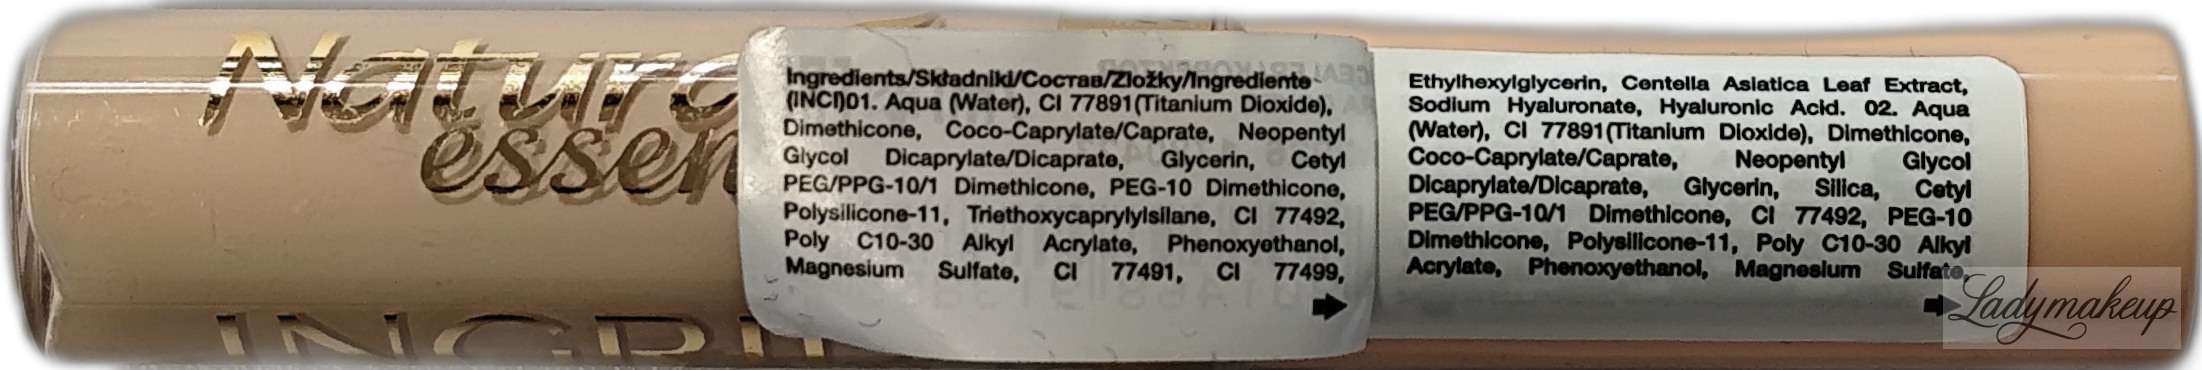 Natura
essen
INGRI
Ingredients/Składniki/Состав/Zložky/Ingrediente
(INCI)01. Aqua (Water), CI 77891(Titanium Dioxide),
Dimethicone, Coco-Caprylate/Caprate, Neopentyl
Glycol Dicaprylate/Dicaprate, Glycerin, Cetyl
PEG/PPG-10/1 Dimethicone, PEG-10 Dimethicone,
Polysilicone-11, Triethoxycaprylylsilane, CI 77492,
Poly C10-30 Alkyl Acrylate, Phenoxyethanol,
Magnesium Sulfate, CI 77491, CI 77499,
Ethylhexylglycerin, Centella Asiatica Leaf Extract,
Sodium Hyaluronate, Hyaluronic Acid. 02. Aqua
(Water), CI 77891(Titanium Dioxide), Dimethicone,
Coco-Caprylate/Caprate, Neopentyl Glycol
Dicaprylate/Dicaprate, Glycerin, Silica, Cetyl
PEG/PPG-10/1 Dimethicone, CI 77492, PEG-10
Dimethicone, Polysilicone-11, Poly C10-30 Alkyl
Acrylate, Phenoxyethanol, Magnesium Sulfate,
Ladymakeup